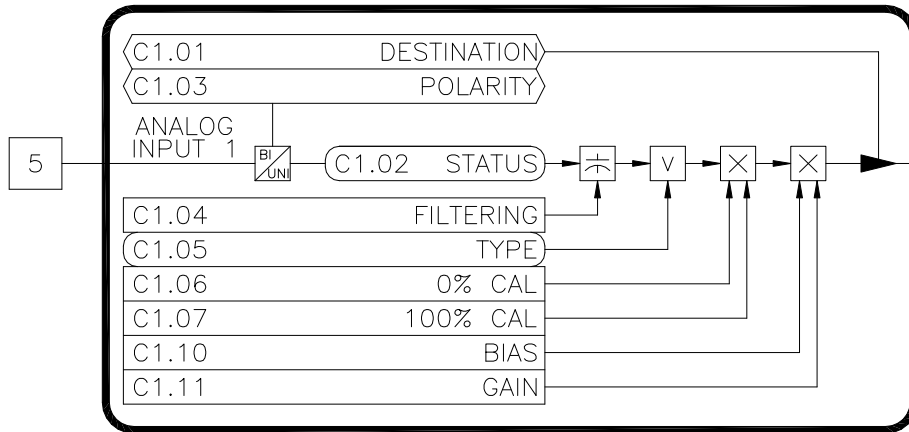 C1.01 DESTINATION
C1.03 POLARITY
ANALOG
INPUT 1
5
BI
UNI
C1.02 STATUS
V
C1.04 FILTERING
C1.05 TYPE
C1.06 0% CAL
C1.07 100% CAL
C1.10 BIAS
C1.11 GAIN